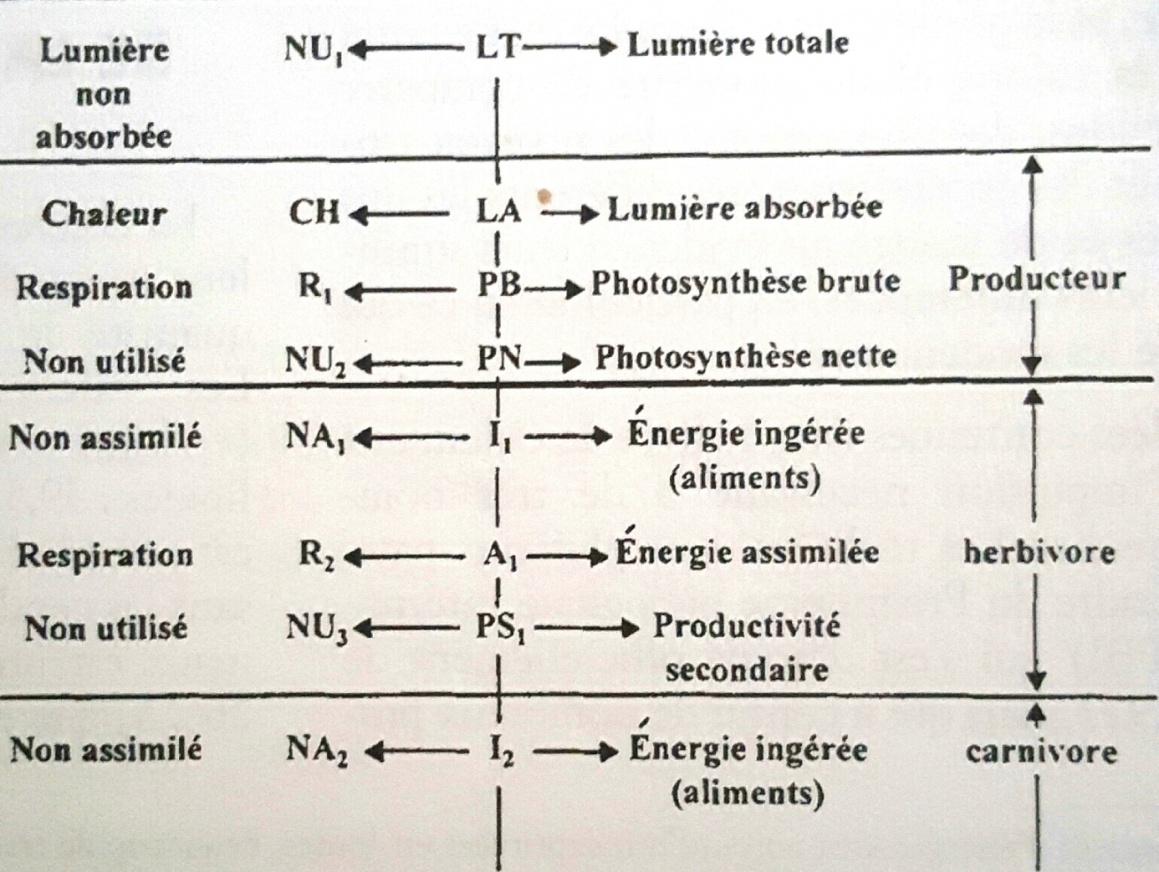 Lumière non absorbée NU₁ LT Lumière totale
Chaleur CH LA Lumière absorbée
Respiration R₁ PB Photosynthèse brute Producteur
Non utilisé NU₂ PN Photosynthèse nette
Non assimilé NA₁ I₁ Énergie ingérée
(aliments)
Respiration R₂ A₁ Énergie assimilée herbivore
Non utilisé NU₃ PS₁ Productivité
secondaire
Non assimilé NA₂ I₂ Énergie ingérée carnivore
(aliments)